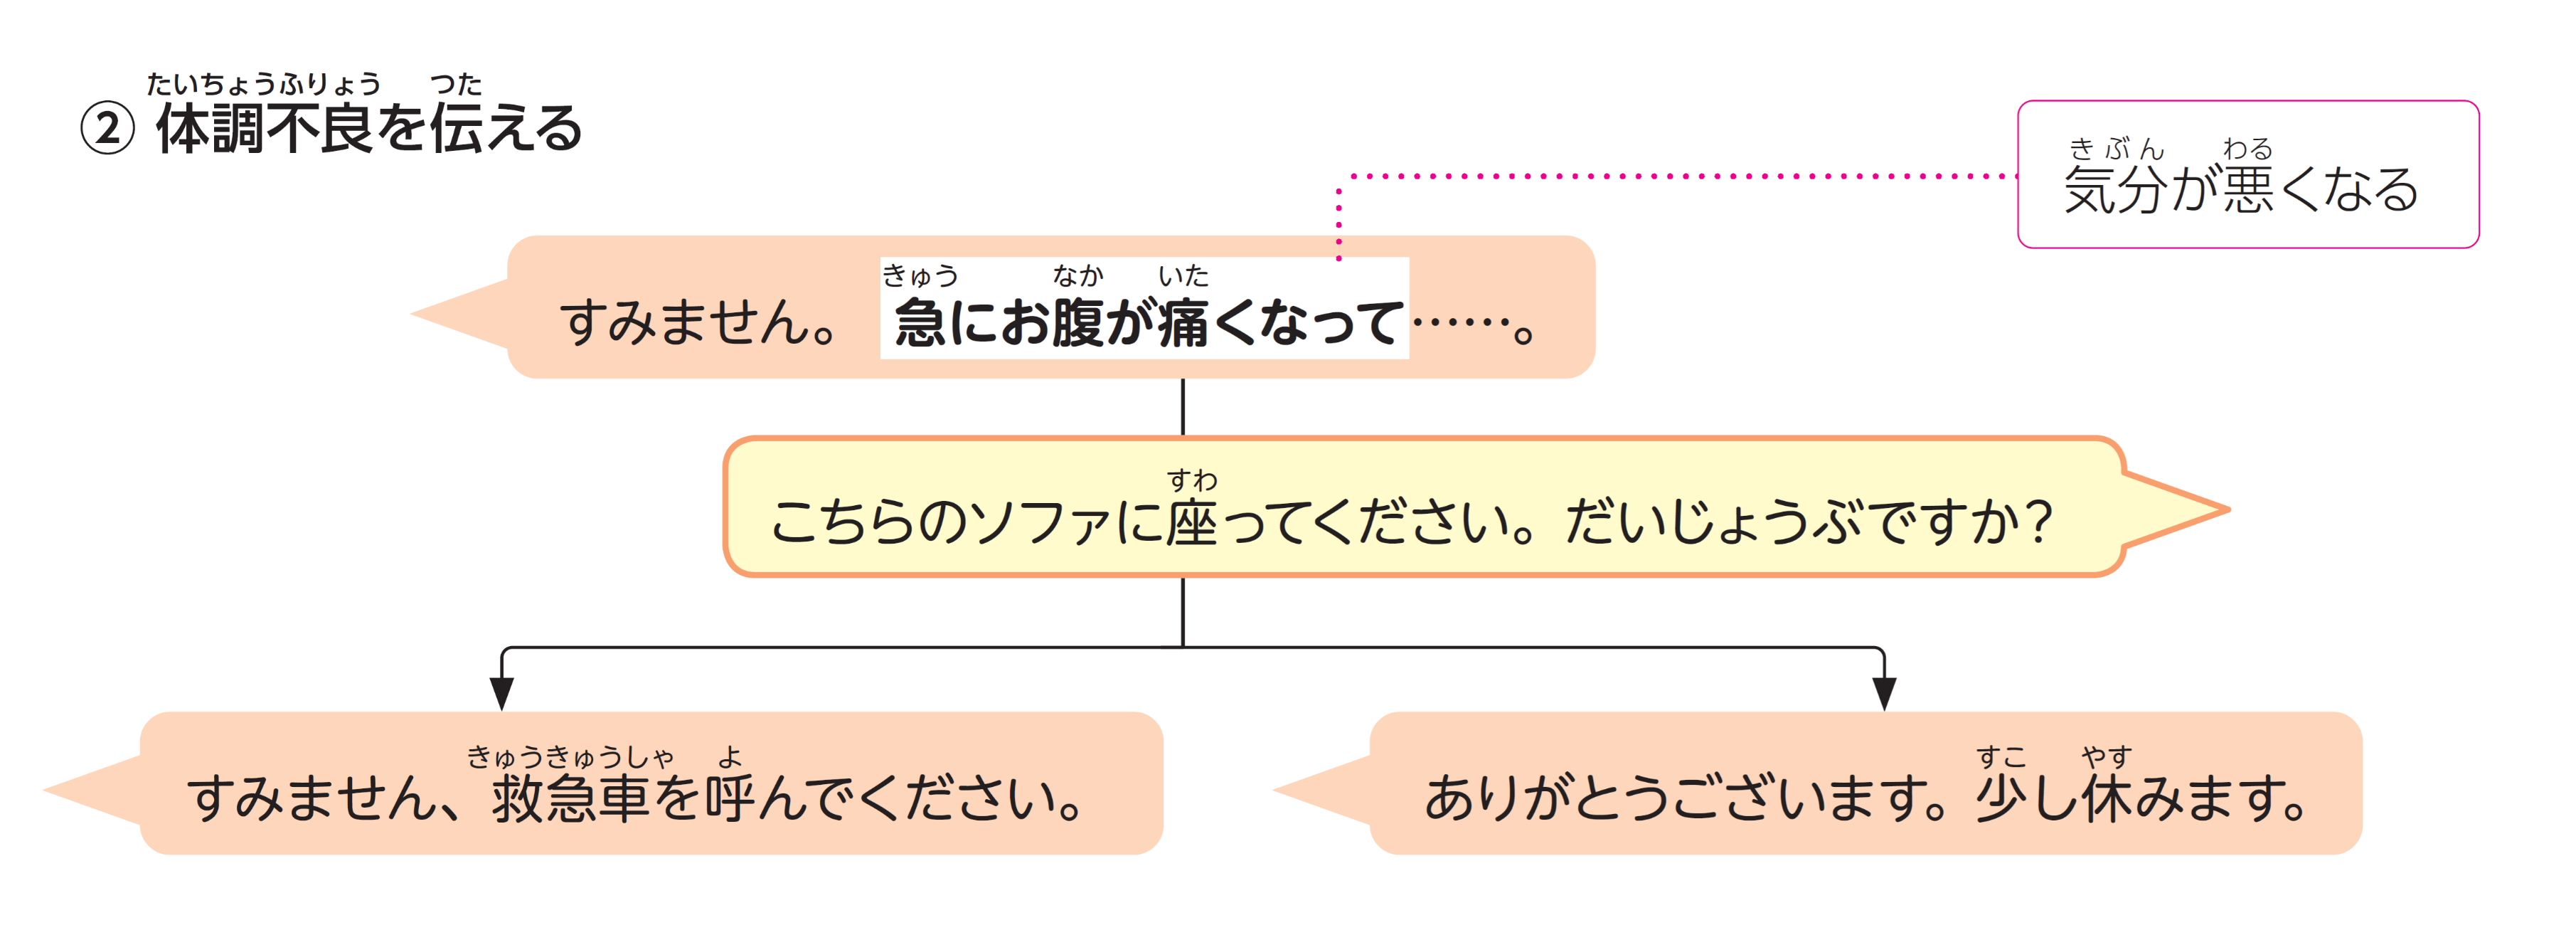 たいちょうふりょう つた
② 体調不良を伝える
きぶん わる
気分が悪くなる
きゅう なか いた
すみません。 急にお腹が痛くなって……。
すわ
こちらのソファに座ってください。だいじょうぶですか？
きゅうきゅうしゃ よ
すみません、救急車を呼んでください。
すこ やす
ありがとうございます。少し休みます。